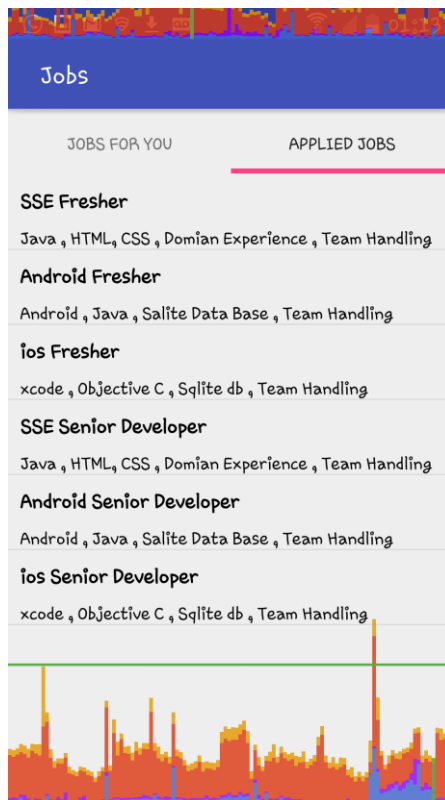 Jobs
JOBS FOR YOU
APPLIED JOBS
SSE Fresher
Java , HTML, CSS , Domian Experience , Team Handling
Android Fresher
Android , Java , Salite Data Base , Team Handling
ios Fresher
xcode , Objective C , Sqlite db , Team Handling
SSE Senior Developer
Java , HTML, CSS , Domian Experience , Team Handling
Android Senior Developer
Android , Java , Salite Data Base , Team Handling
ios Senior Developer
xcode , Objective C , Sqlite db , Team Handling